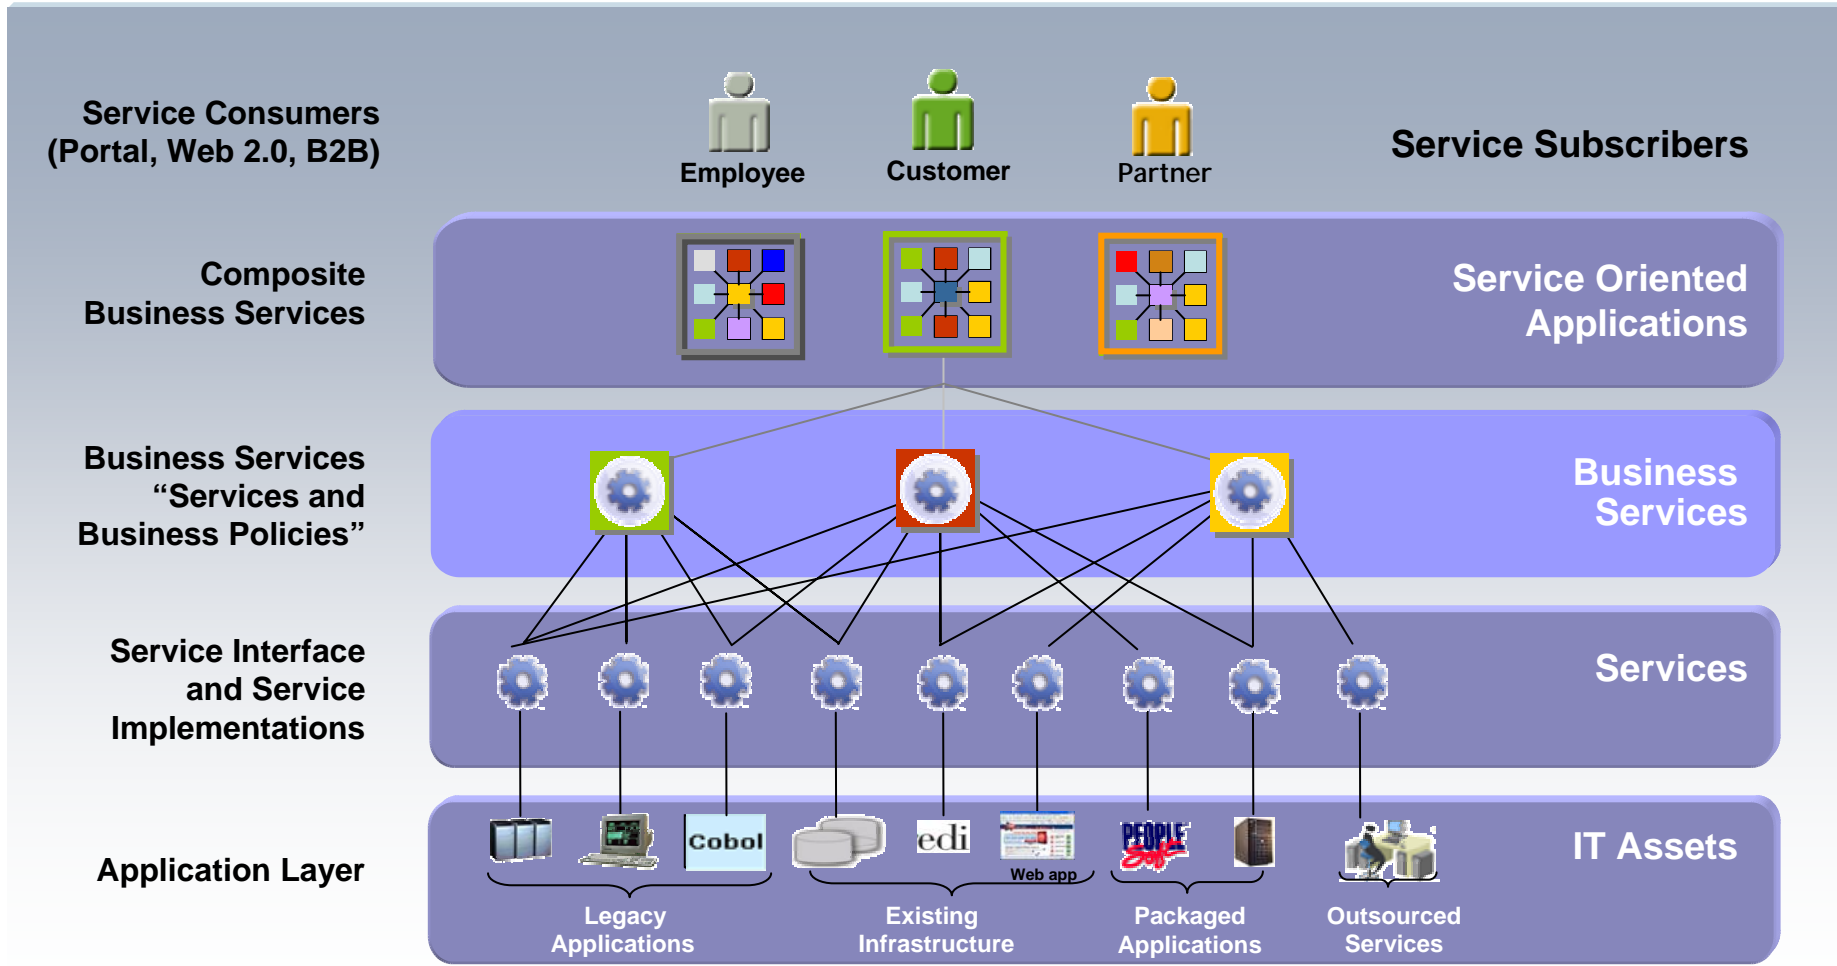 Service Consumers
(Portal, Web 2.0, B2B)
Employee
Customer
Partner
Service Subscribers
Composite
Business Services
Service Oriented
Applications
Business Services
“Services and
Business Policies”
Business
Services
Service Interface
and Service
Implementations
Services
Application Layer
Cobol
edi
Web app
PEOPLE
Soft
IT Assets
Legacy
Applications
Existing
Infrastructure
Packaged
Applications
Outsourced
Services